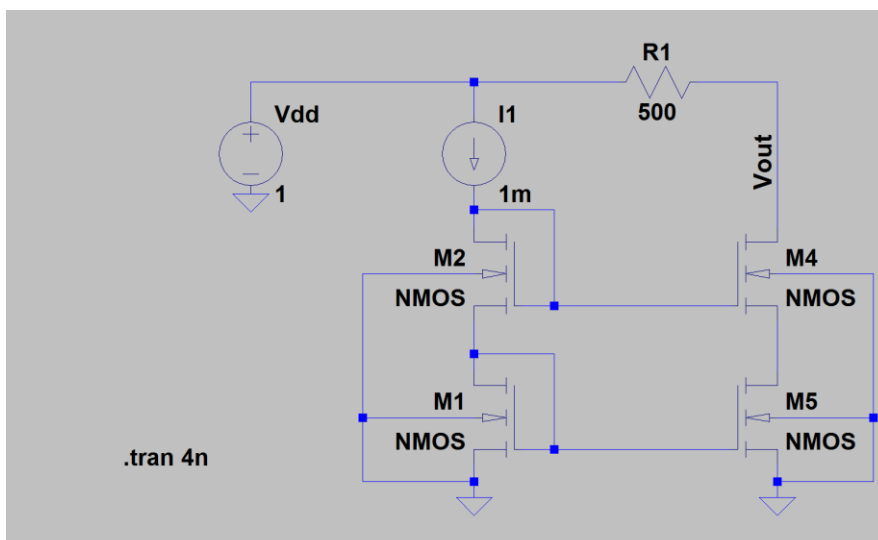 R1
500
Vdd
1
I1
1m
Vout
M2
NMOS
M4
NMOS
M1
NMOS
M5
NMOS
.tran 4n